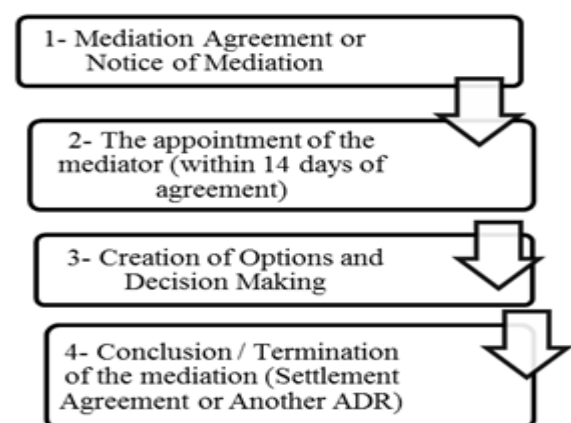 1- Mediation Agreement or
Notice of Mediation
2- The appointment of the
mediator (within 14 days of
agreement)
3- Creation of Options and
Decision Making
4- Conclusion / Termination
of the mediation (Settlement
Agreement or Another ADR)